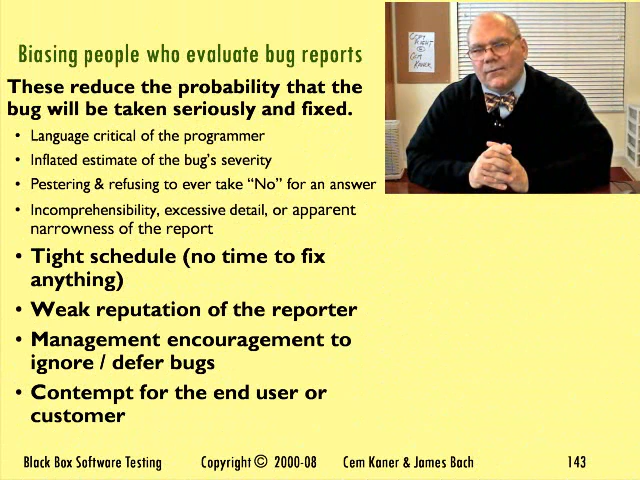 Biasing people who evaluate bug reports
These reduce the probability that the
bug will be taken seriously and fixed.
• Language critical of the programmer
• Inflated estimate of the bug's severity
• Pestering & refusing to ever take "No" for an answer
• Incomprehensibility, excessive detail, or apparent
narrowness of the report
• Tight schedule (no time to fix
anything)
• Weak reputation of the reporter
• Management encouragement to
ignore / defer bugs
• Contempt for the end user or
customer
COPY
RIGHT
©
CEM
KANER
Black Box Software Testing Copyright © 2000-08 Cem Kaner & James Bach 143